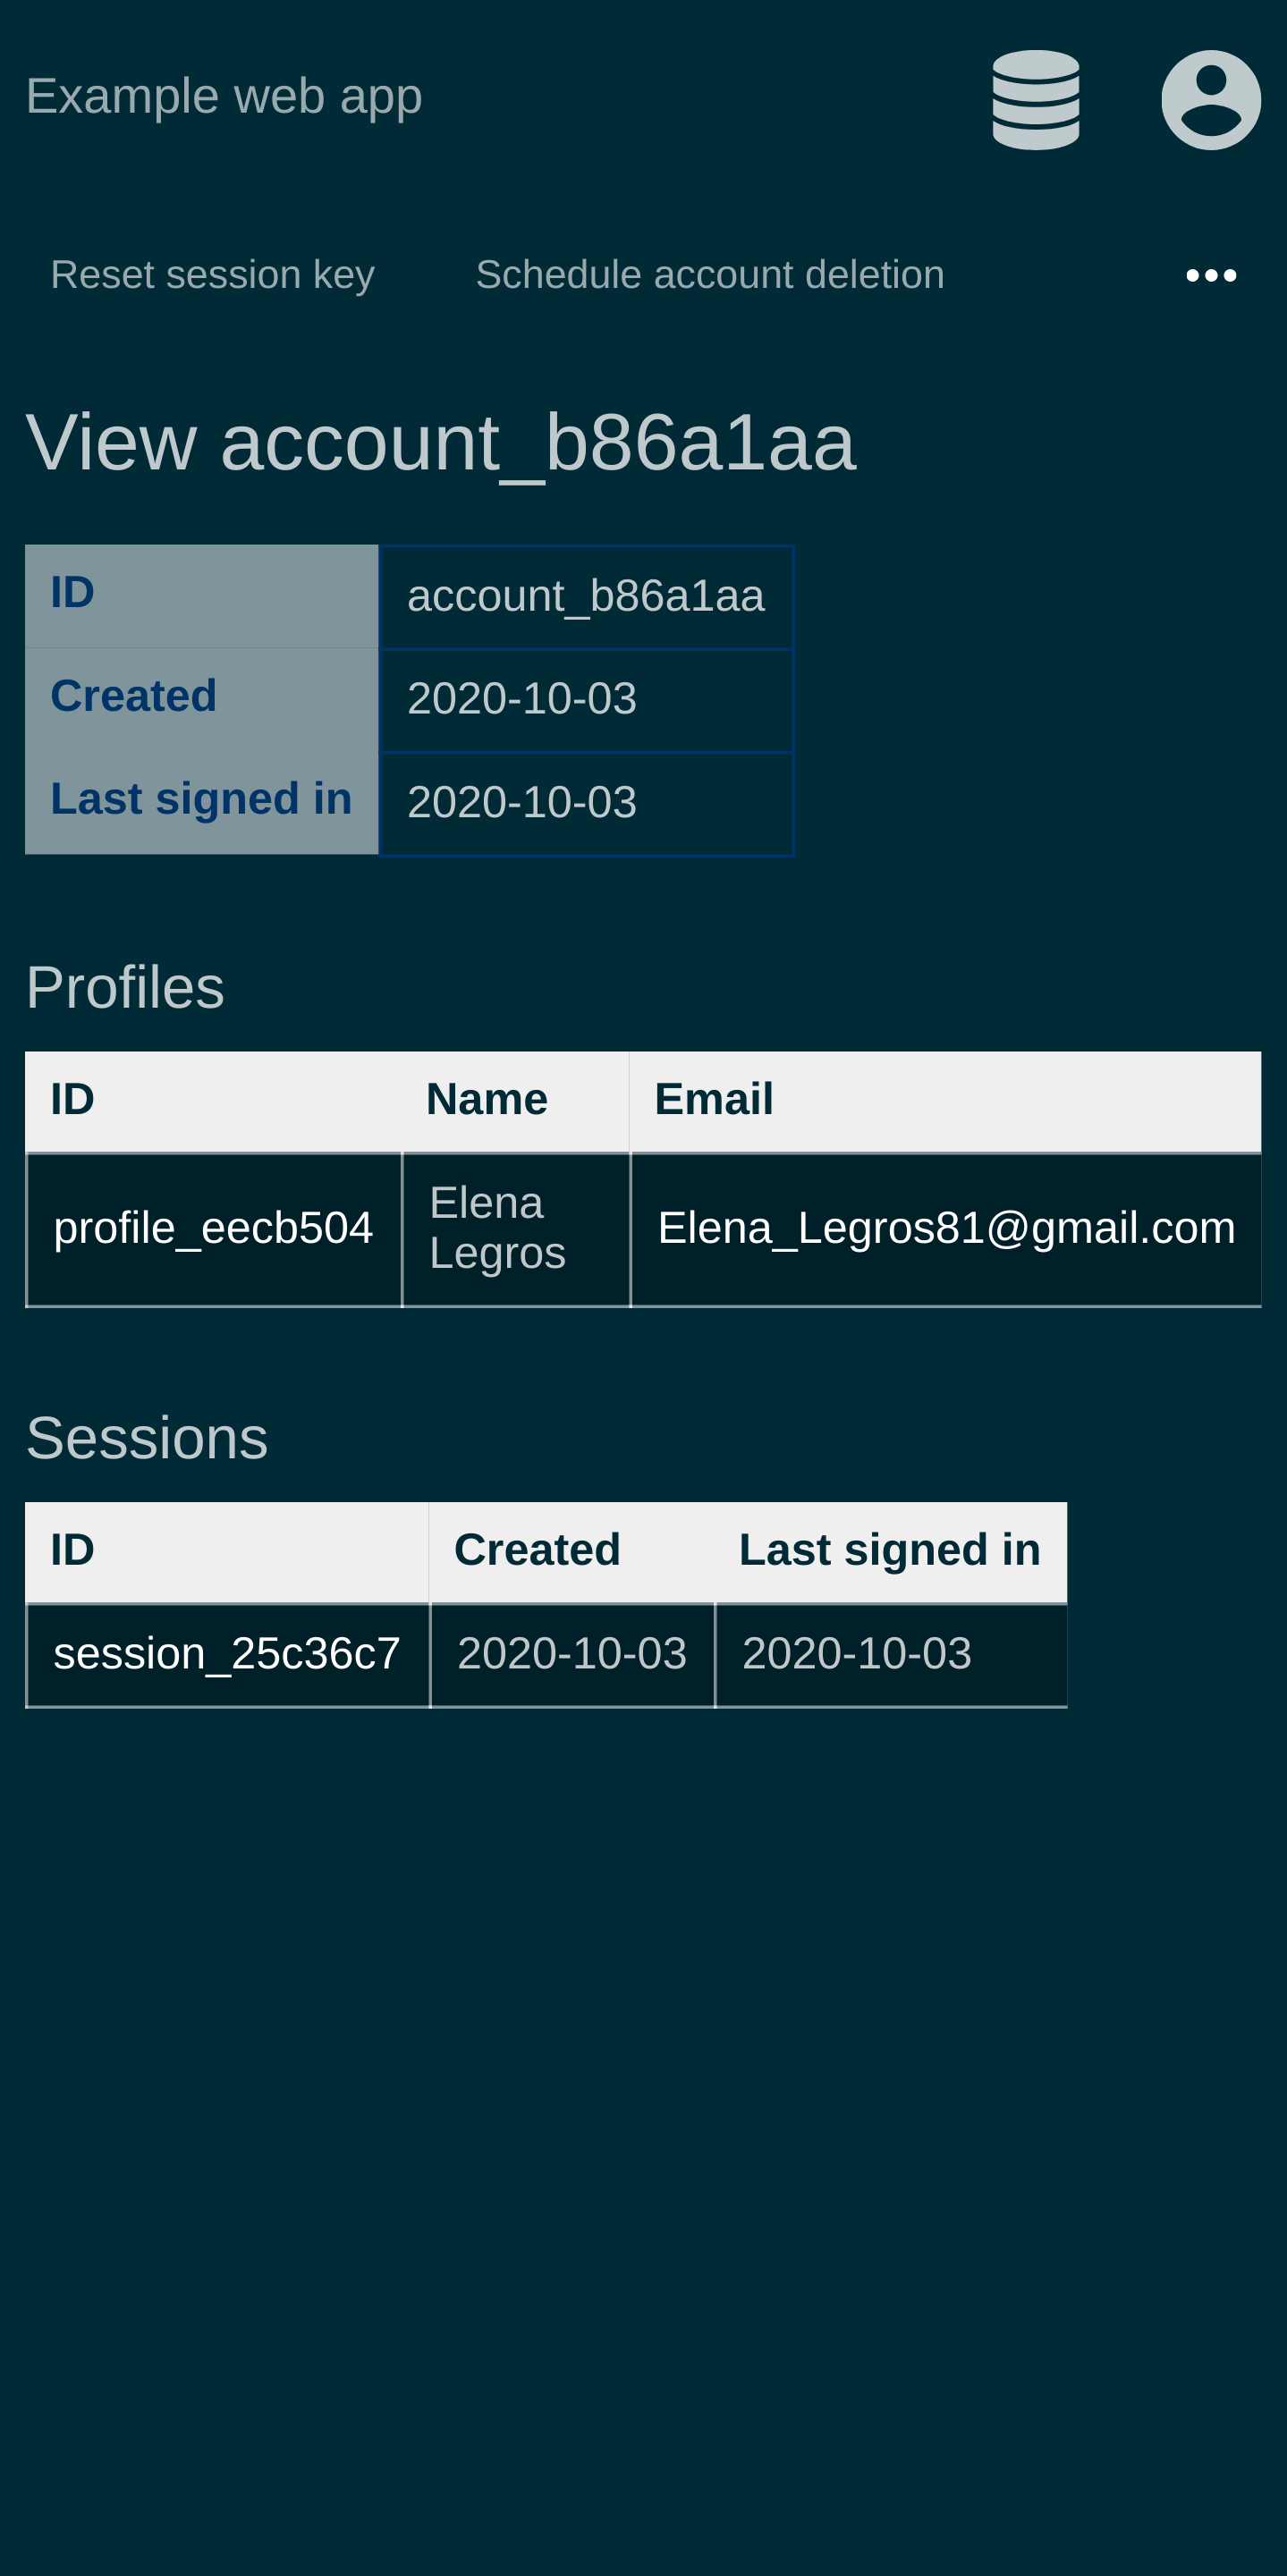 Example web app
Reset session key Schedule account deletion
View account_b86a1aa
ID account_b86a1aa
Created 2020-10-03
Last signed in 2020-10-03
Profiles
ID Name Email
profile_eecb504 Elena Legros Elena_Legros81@gmail.com
Sessions
ID Created Last signed in
session_25c36c7 2020-10-03 2020-10-03